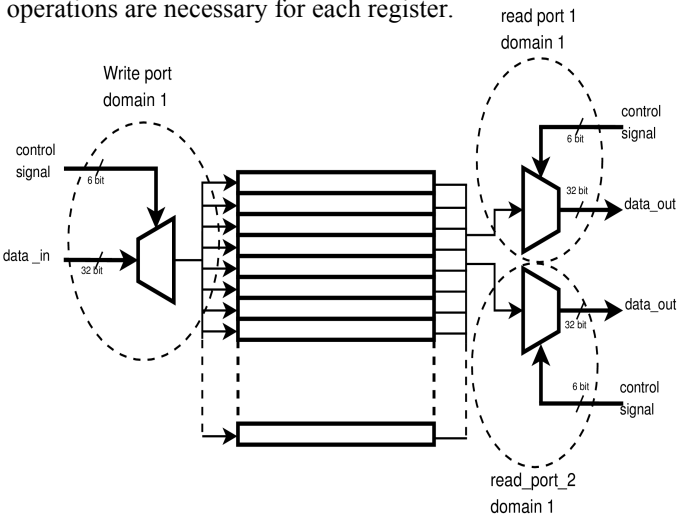 operations are necessary for each register.
read port 1
domain 1
Write port
domain 1
control
signal
6 bit
control
signal
6 bit
32 bit
data_out
data _in
32 bit
data_out
32 bit
6 bit
control
signal
read_port_2
domain 1